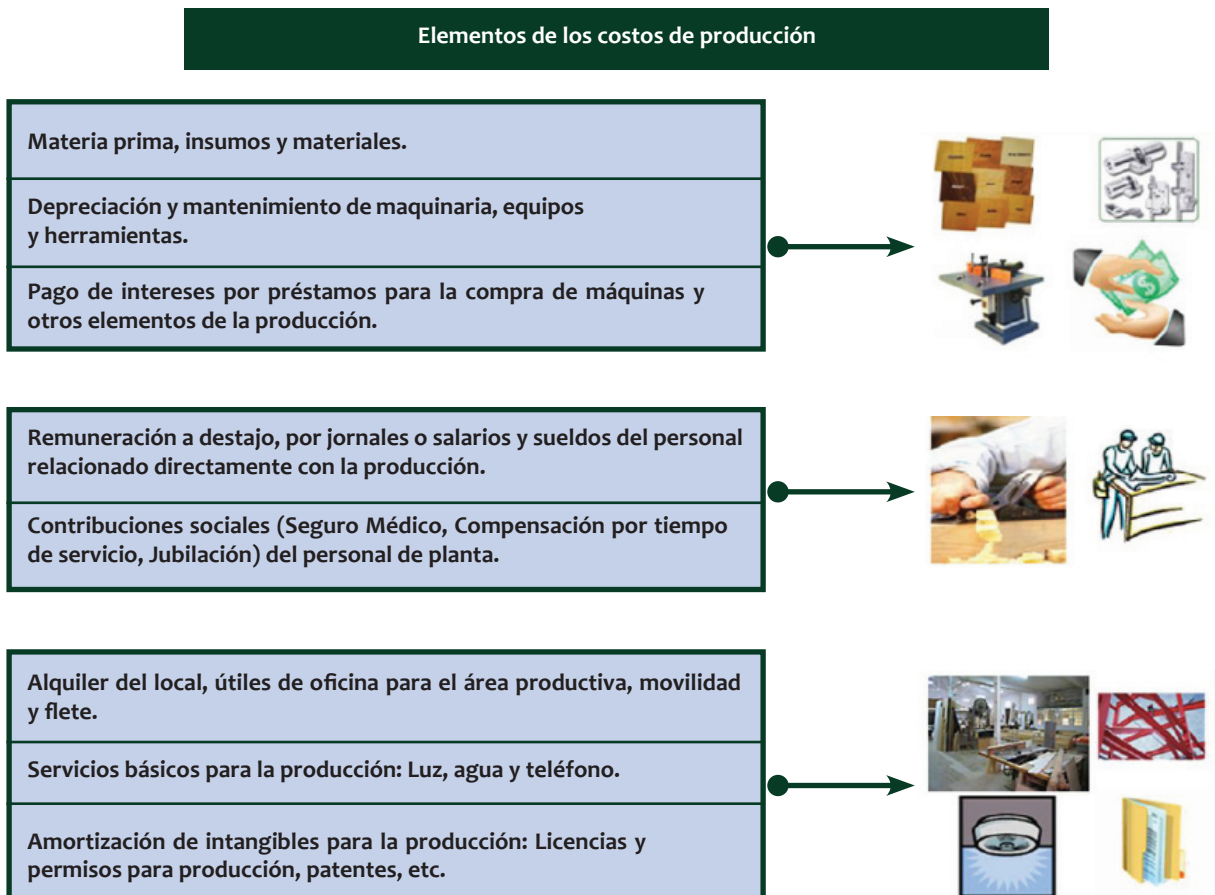 Elementos de los costos de producción
Materia prima, insumos y materiales.
Depreciación y mantenimiento de maquinaria, equipos
y herramientas.
Pago de intereses por préstamos para la compra de máquinas y
otros elementos de la producción.
Remuneración a destajo, por jornales o salarios y sueldos del personal
relacionado directamente con la producción.
Contribuciones sociales (Seguro Médico, Compensación por tiempo
de servicio, Jubilación) del personal de planta.
Alquiler del local, útiles de oficina para el área productiva, movilidad
y flete.
Servicios básicos para la producción: Luz, agua y teléfono.
Amortización de intangibles para la producción: Licencias y
permisos para producción, patentes, etc.